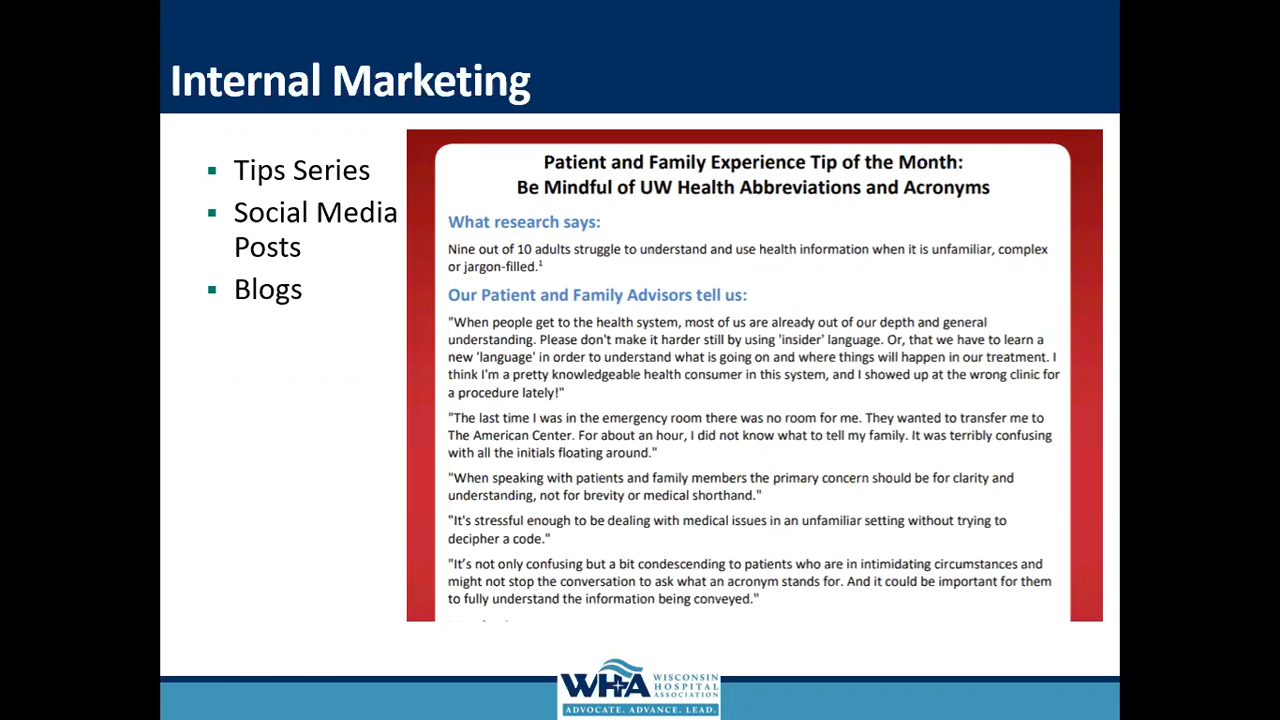 Internal Marketing
▪ Tips Series
▪ Social Media
Posts
▪ Blogs
Patient and Family Experience Tip of the Month:
Be Mindful of UW Health Abbreviations and Acronyms
What research says:
Nine out of 10 adults struggle to understand and use health information when it is unfamiliar, complex
or jargon-filled.¹
Our Patient and Family Advisors tell us:
"When people get to the health system, most of us are already out of our depth and general
understanding. Please don't make it harder still by using 'insider' language. Or, that we have to learn a
new 'language' in order to understand what is going on and where things will happen in our treatment. I
think I'm a pretty knowledgeable health consumer in this system, and I showed up at the wrong clinic for
a procedure lately!"
"The last time I was in the emergency room there was no room for me. They wanted to transfer me to
The American Center. For about an hour, I did not know what to tell my family. It was terribly confusing
with all the initials floating around."
"When speaking with patients and family members the primary concern should be for clarity and
understanding, not for brevity or medical shorthand."
"It's stressful enough to be dealing with medical issues in an unfamiliar setting without trying to
decipher a code."
"It's not only confusing but a bit condescending to patients who are in intimidating circumstances and
might not stop the conversation to ask what an acronym stands for. And it could be important for them
to fully understand the information being conveyed."
WHA
WISCONSIN
HOSPITAL
ASSOCIATION
ADVOCATE. ADVANCE. LEAD.